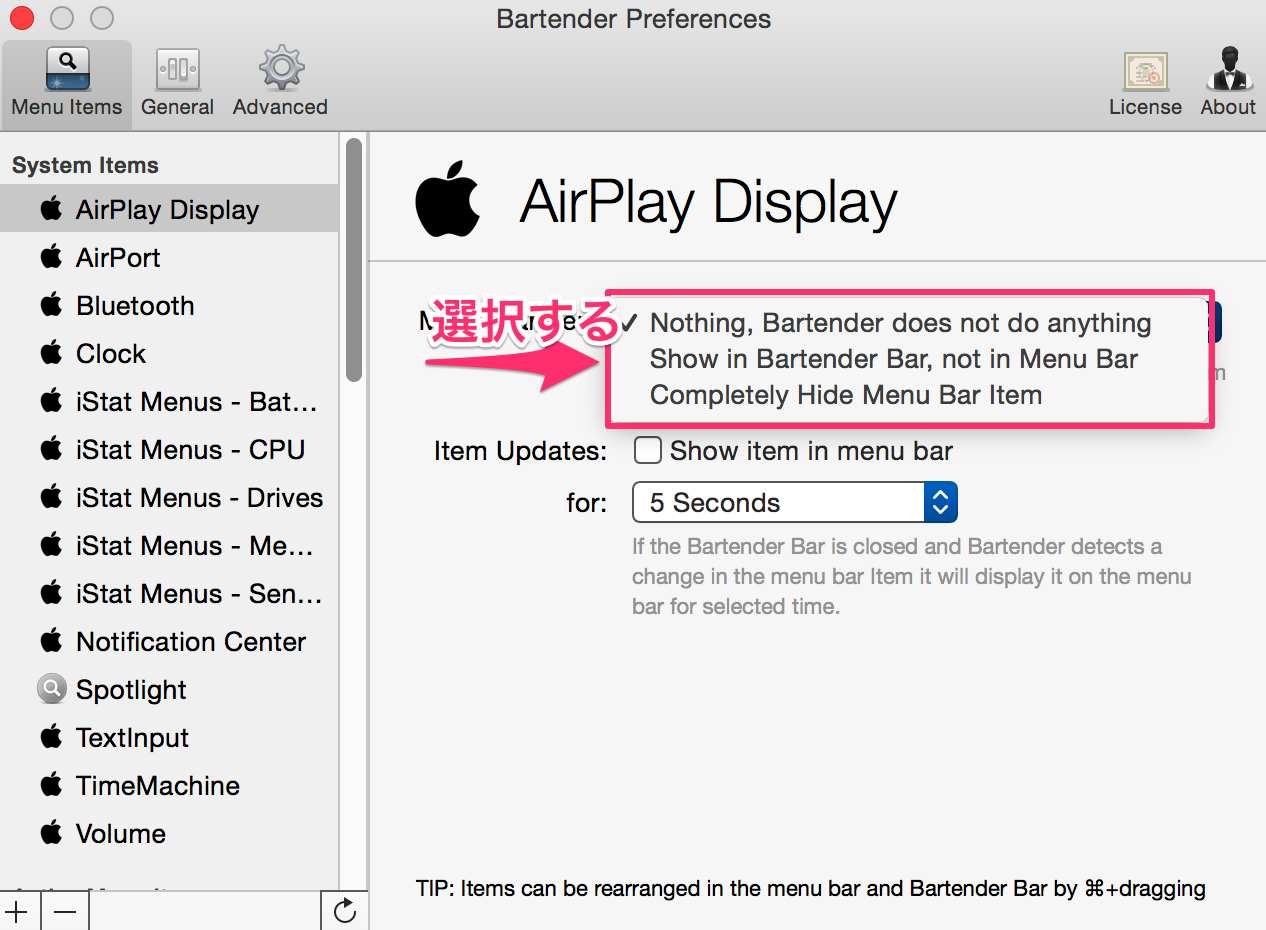 Bartender Preferences
Menu Items
General
Advanced
License
About
System Items
AirPlay Display
AirPort
Bluetooth
Clock
iStat Menus - Bat…
iStat Menus - CPU
iStat Menus - Drives
iStat Menus - Me…
iStat Menus - Sen…
Notification Center
Spotlight
TextInput
TimeMachine
Volume
AirPlay Display
選択する
✓ Nothing, Bartender does not do anything
Show in Bartender Bar, not in Menu Bar
Completely Hide Menu Bar Item
Item Updates: Show item in menu bar
for: 5 Seconds
If the Bartender Bar is closed and Bartender detects a
change in the menu bar Item it will display it on the menu
bar for selected time.
TIP: Items can be rearranged in the menu bar and Bartender Bar by ⌘+dragging